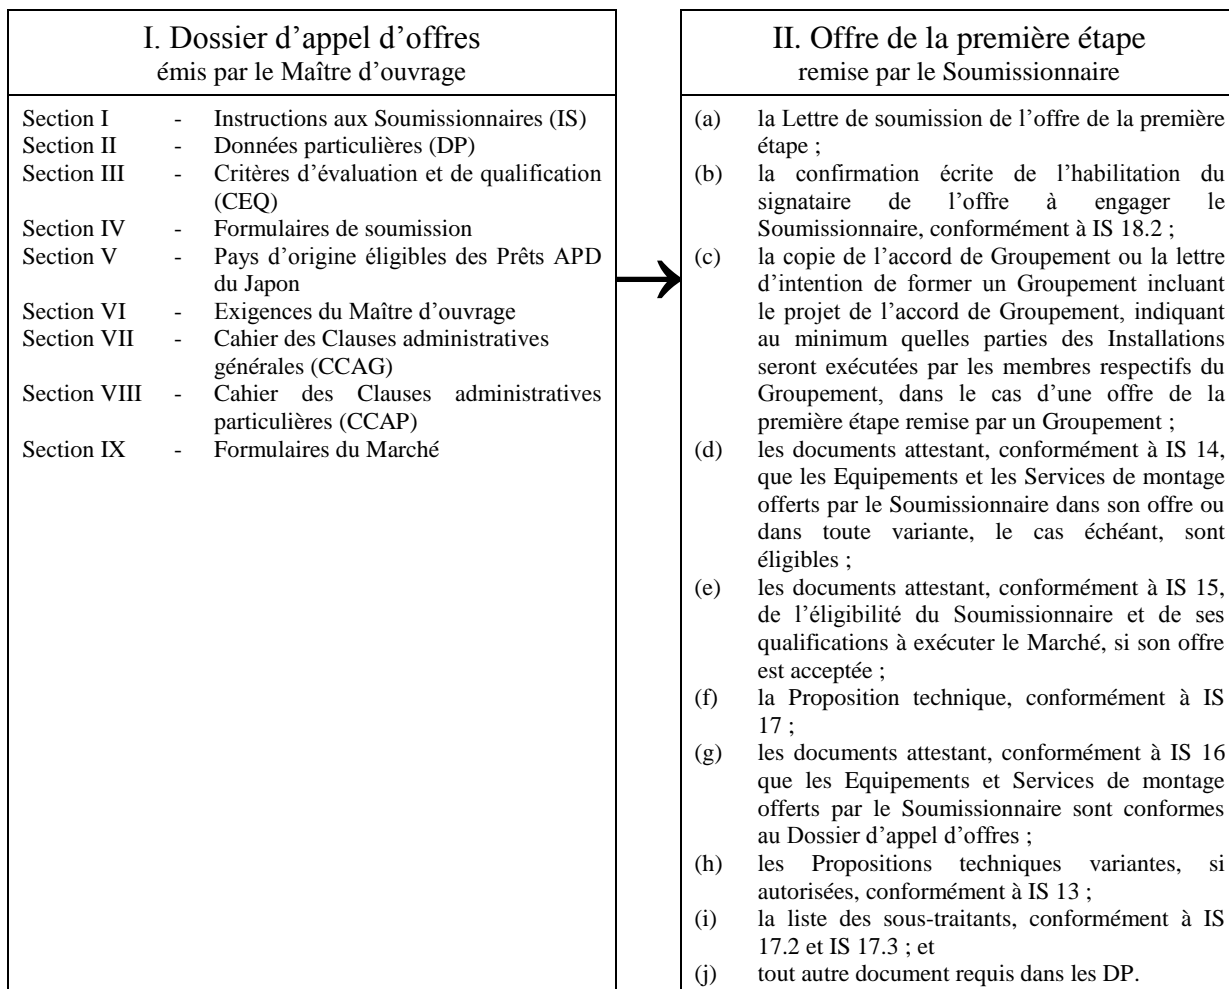 I. Dossier d’appel d’offres
émis par le Maître d’ouvrage
Section I - Instructions aux Soumissionnaires (IS)
Section II - Données particulières (DP)
Section III - Critères d’évaluation et de qualification
(CEQ)
Section IV - Formulaires de soumission
Section V - Pays d’origine éligibles des Prêts APD
du Japon
Section VI - Exigences du Maître d’ouvrage
Section VII - Cahier des Clauses administratives
générales (CCAG)
Section VIII - Cahier des Clauses administratives
particulières (CCAP)
Section IX - Formulaires du Marché
II. Offre de la première étape
remise par le Soumissionnaire
(a) la Lettre de soumission de l’offre de la première
étape ;
(b) la confirmation écrite de l’habilitation du
signataire de l’offre à engager le
Soumissionnaire, conformément à IS 18.2 ;
(c) la copie de l’accord de Groupement ou la lettre
d’intention de former un Groupement incluant
le projet de l’accord de Groupement, indiquant
au minimum quelles parties des Installations
seront exécutées par les membres respectifs du
Groupement, dans le cas d’une offre de la
première étape remise par un Groupement ;
(d) les documents attestant, conformément à IS 14,
que les Equipements et les Services de montage
offerts par le Soumissionnaire dans son offre ou
dans toute variante, le cas échéant, sont
éligibles ;
(e) les documents attestant, conformément à IS 15,
de l’éligibilité du Soumissionnaire et de ses
qualifications à exécuter le Marché, si son offre
est acceptée ;
(f) la Proposition technique, conformément à IS
17 ;
(g) les documents attestant, conformément à IS 16
que les Equipements et Services de montage
offerts par le Soumissionnaire sont conformes
au Dossier d’appel d’offres ;
(h) les Propositions techniques variantes, si
autorisées, conformément à IS 13 ;
(i) la liste des sous-traitants, conformément à IS
17.2 et IS 17.3 ; et
(j) tout autre document requis dans les DP.